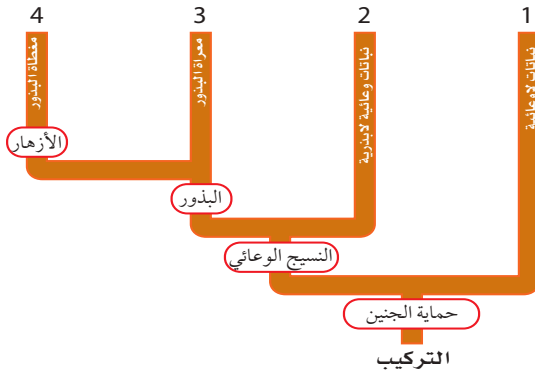 4 3 2 1
مغطاة البذور
معراة البذور
نباتات وعائية لابذرية
نباتات لاوعائية
الأزهار
البذور
النسيج الوعائي
حماية الجنين
التركيب